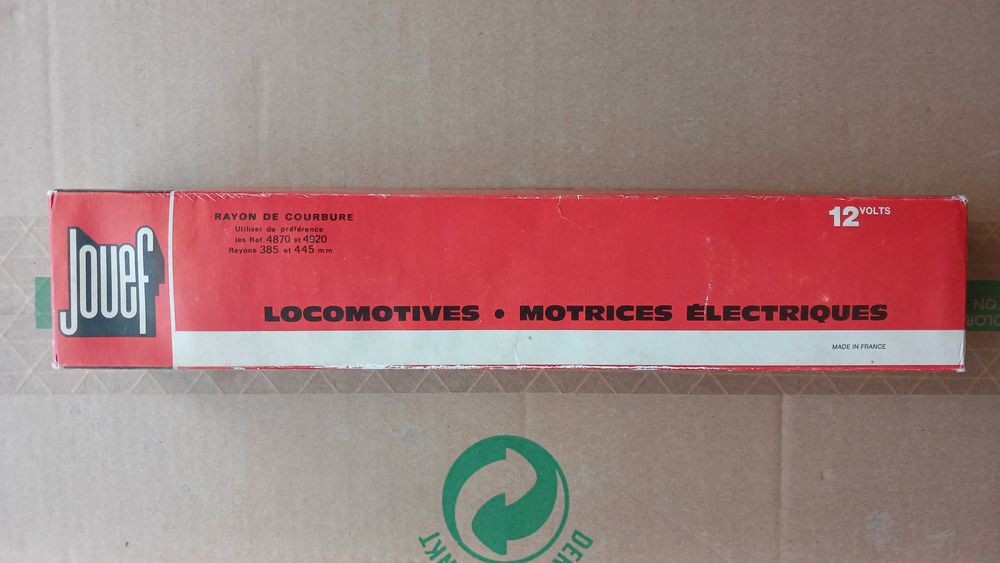 Jouef
RAYON DE COURBURE
Utiliser de préférence
les Ref. 4870 et 4920
Rayons 385 et 445 mm
12 VOLTS
LOCOMOTIVES • MOTRICES ÉLECTRIQUES
MADE IN FRANCE